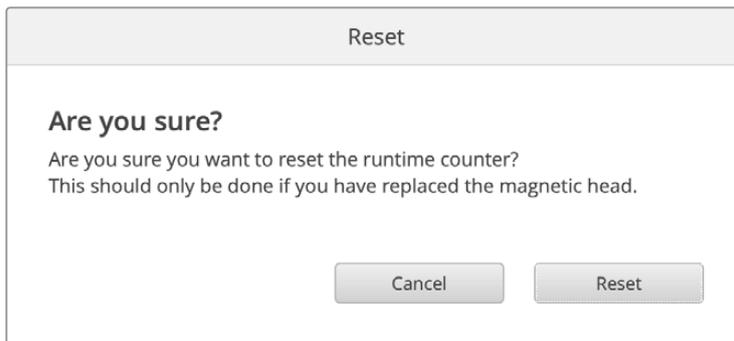 Reset
Are you sure?
Are you sure you want to reset the runtime counter?
This should only be done if you have replaced the magnetic head.
Cancel Reset